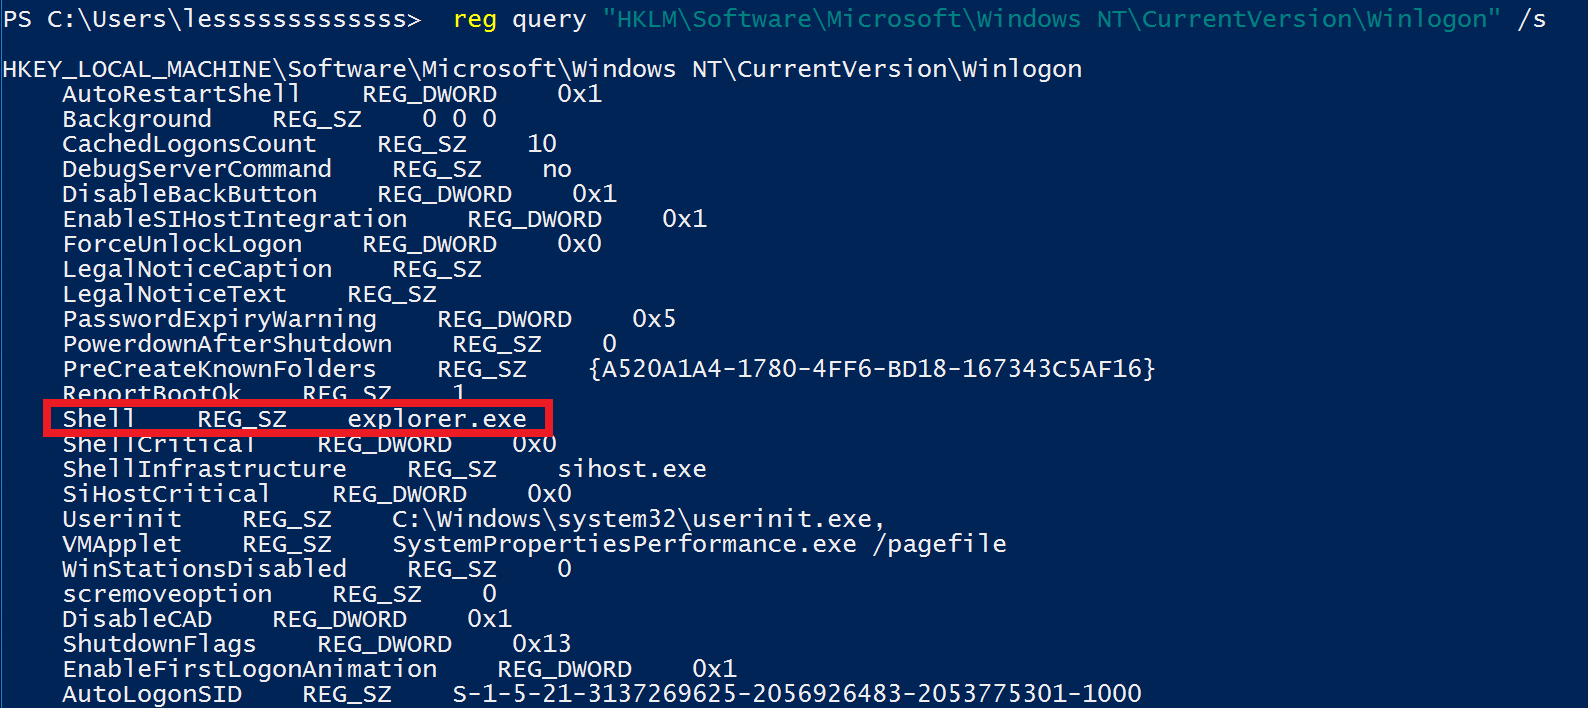 PS C:\Users\lesssssssssssss>  reg query "HKLM\Software\Microsoft\Windows NT\CurrentVersion\Winlogon" /s
HKEY_LOCAL_MACHINE\Software\Microsoft\Windows NT\CurrentVersion\Winlogon
AutoRestartShell    REG_DWORD    0x1
Background    REG_SZ    0 0 0
CachedLogonsCount    REG_SZ    10
DebugServerCommand    REG_SZ    no
DisableBackButton    REG_DWORD    0x1
EnableSIHostIntegration    REG_DWORD    0x1
ForceUnlockLogon    REG_DWORD    0x0
LegalNoticeCaption    REG_SZ
LegalNoticeText    REG_SZ
PasswordExpiryWarning    REG_DWORD    0x5
PowerdownAfterShutdown    REG_SZ    0
PreCreateKnownFolders    REG_SZ    {A520A1A4-1780-4FF6-BD18-167343C5AF16}
ReportBootOk    REG_SZ    1
Shell    REG_SZ    explorer.exe
ShellCritical    REG_DWORD    0x0
ShellInfrastructure    REG_SZ    sihost.exe
SiHostCritical    REG_DWORD    0x0
Userinit    REG_SZ    C:\Windows\system32\userinit.exe,
VMApplet    REG_SZ    SystemPropertiesPerformance.exe /pagefile
WinStationsDisabled    REG_SZ    0
scremoveoption    REG_SZ    0
DisableCAD    REG_DWORD    0x1
ShutdownFlags    REG_DWORD    0x13
EnableFirstLogonAnimation    REG_DWORD    0x1
AutoLogonSID    REG_SZ    S-1-5-21-3137269625-2056926483-2053775301-1000